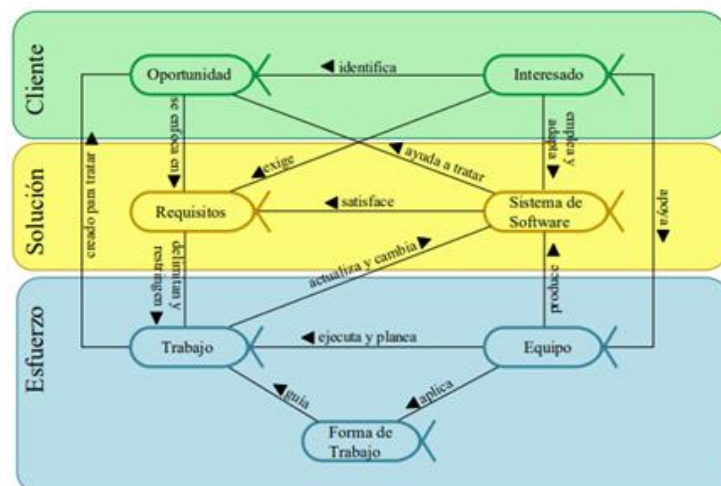 Cliente
Oportunidad
◄ identifica
Interesado
se enfoca en
emplea y
adapta
creado para tratar
exige
ayuda a tratar
apoya
Solución
Requisitos
◄ satisface
Sistema de
Software
delimitan y
restringen
actualiza y cambia
produce
Esfuerzo
Trabajo
◄ ejecuta y planea
Equipo
guía
aplica
Forma de
Trabajo